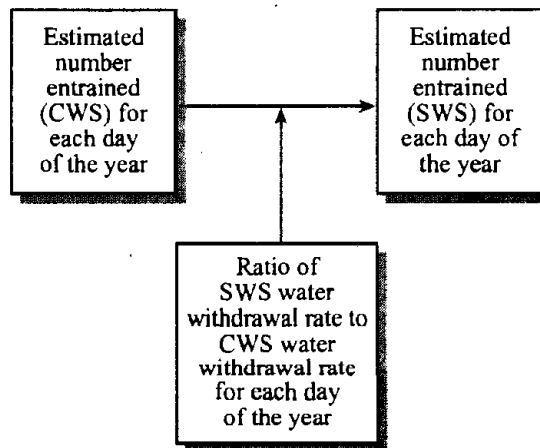 Estimated
number
entrained
(CWS) for
each day
of the year
Estimated
number
entrained
(SWS) for
each day of
the year
Ratio of
SWS water
withdrawal rate to
CWS water
withdrawal rate
for each day
of the year